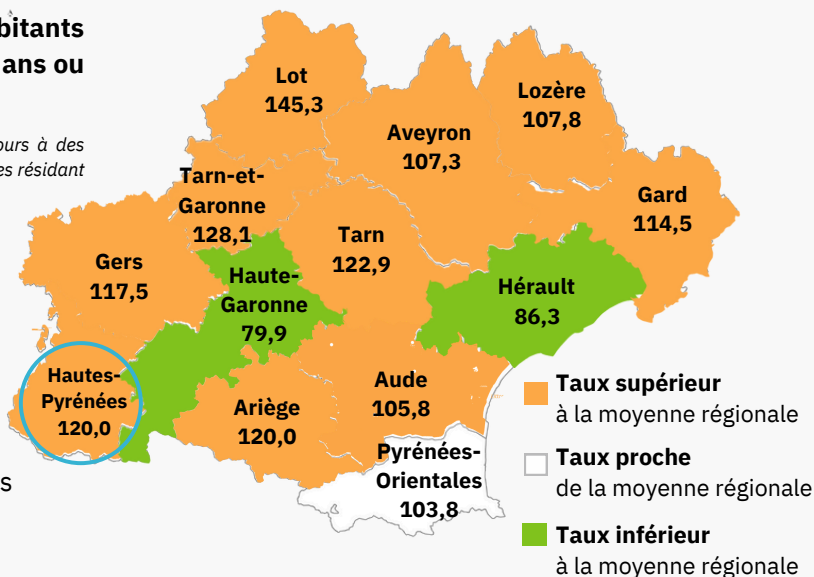 bitants
ans ou
ours à des
es résidant
Lot
145,3
Aveyron
107,3
Lozère
107,8
Tarn-et-
Garonne
128,1
Gard
114,5
Tarn
122,9
Gers
117,5
Haute-
Garonne
79,9
Hérault
86,3
Hautes-
Pyrénées
120,0
Ariège
120,0
Aude
105,8
Pyrénées-
Orientales
103,8
s
Taux supérieur
à la moyenne régionale
Taux proche
de la moyenne régionale
Taux inférieur
à la moyenne régionale